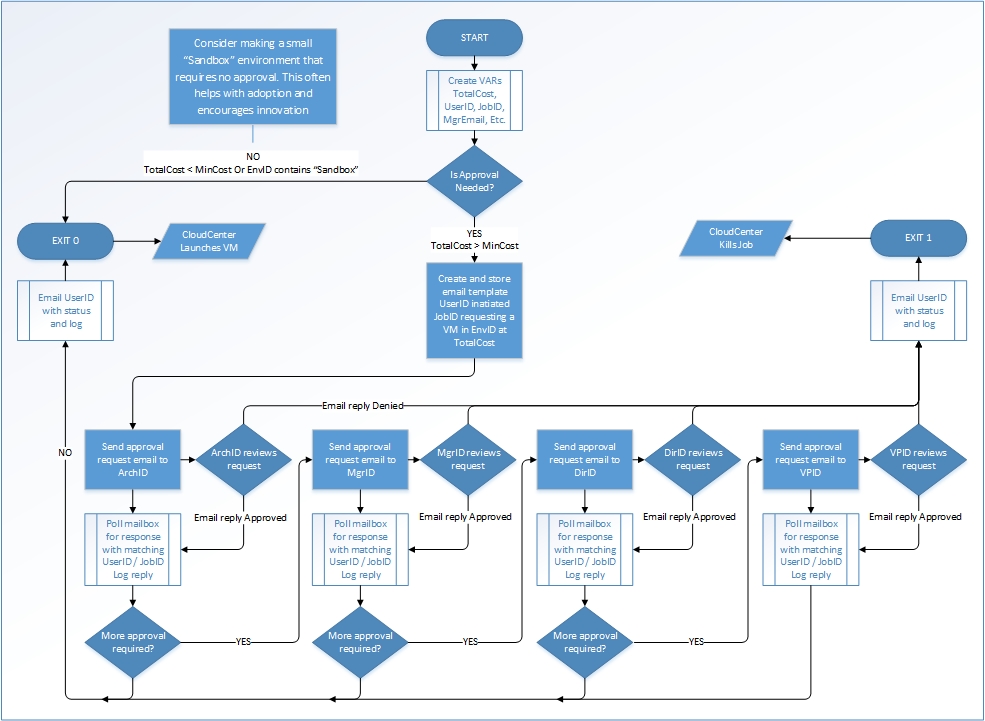 START
Consider making a small
“Sandbox” environment that
requires no approval. This often
helps with adoption and
encourages innovation
Create VARs
TotalCost,
UserID, JobID,
MgrEmail, Etc.
NO
TotalCost < MinCost Or EnvID contains “Sandbox”
Is Approval
Needed?
EXIT 0
CloudCenter
Launches VM
YES
TotalCost > MinCost
CloudCenter
Kills Job
EXIT 1
Email UserID
with status
and log
Create and store
email template
UserID inatiated
JobID requesting a
VM in EnvID at
TotalCost
Email UserID
with status
and log
Email reply Denied
NO
Send approval
request email to
ArchID
ArchID reviews
request
Send approval
request email to
MgrID
MgrID reviews
request
Send approval
request email to
DirID
DirID reviews
request
Send approval
request email to
VPID
VPID reviews
request
Email reply Approved
Email reply Approved
Email reply Approved
Email reply Approved
Poll mailbox
for response
with matching
UserID / JobID
Log reply
Poll mailbox
for response
with matching
UserID / JobID
Log reply
Poll mailbox
for response
with matching
UserID / JobID
Log reply
Poll mailbox
for response
with matching
UserID / JobID
Log reply
More approval
required?
YES
More approval
required?
YES
More approval
required?
YES